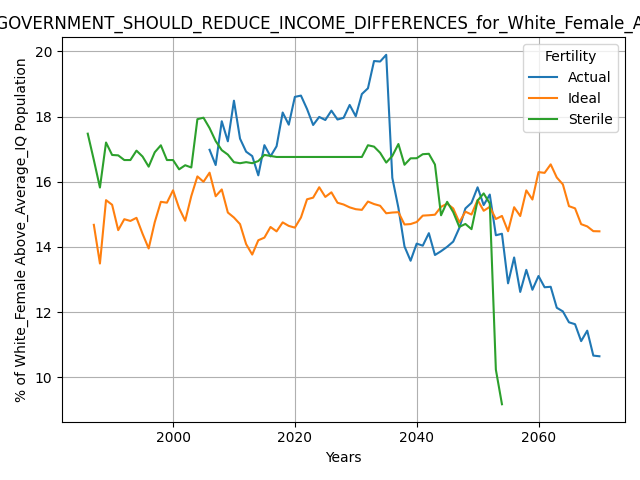 GOVERNMENT_SHOULD_REDUCE_INCOME_DIFFERENCES_for_White_Female_A
% of White_Female Above_Average_IQ Population
20
18
16
14
12
10
Fertility
Actual
Ideal
Sterile
2000
2020
2040
2060
Years